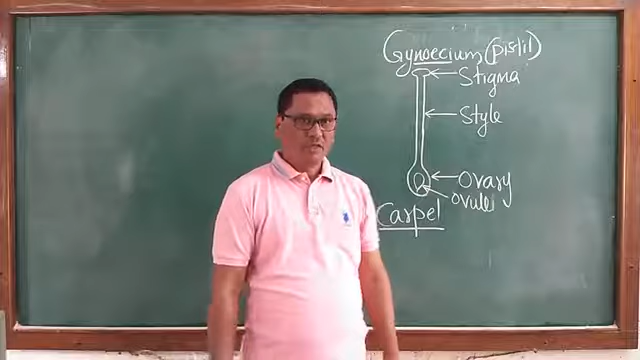 Gynoecium (pistil)
Stigma
Style
Ovary
ovule
Carpel